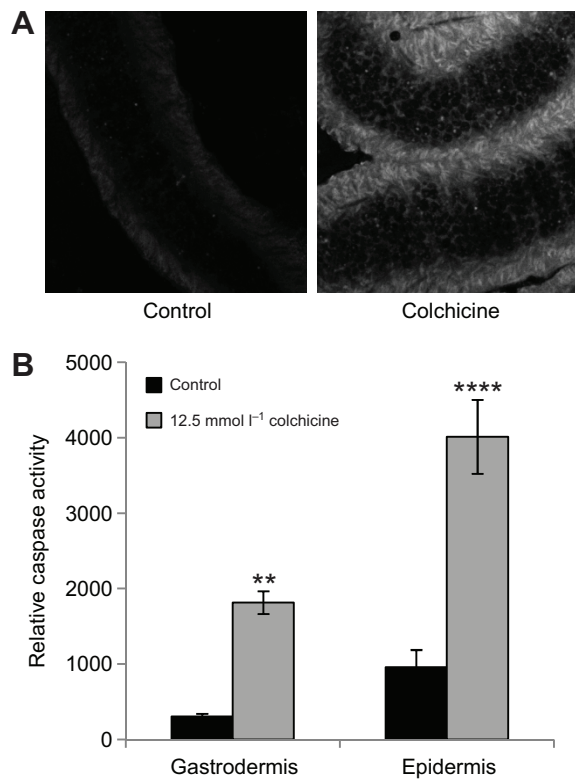 A
Control
Colchicine
B
Relative caspase activity
5000
4000
3000
2000
1000
0
Control
12.5 mmol l⁻¹ colchicine
**
****
Gastrodermis
Epidermis